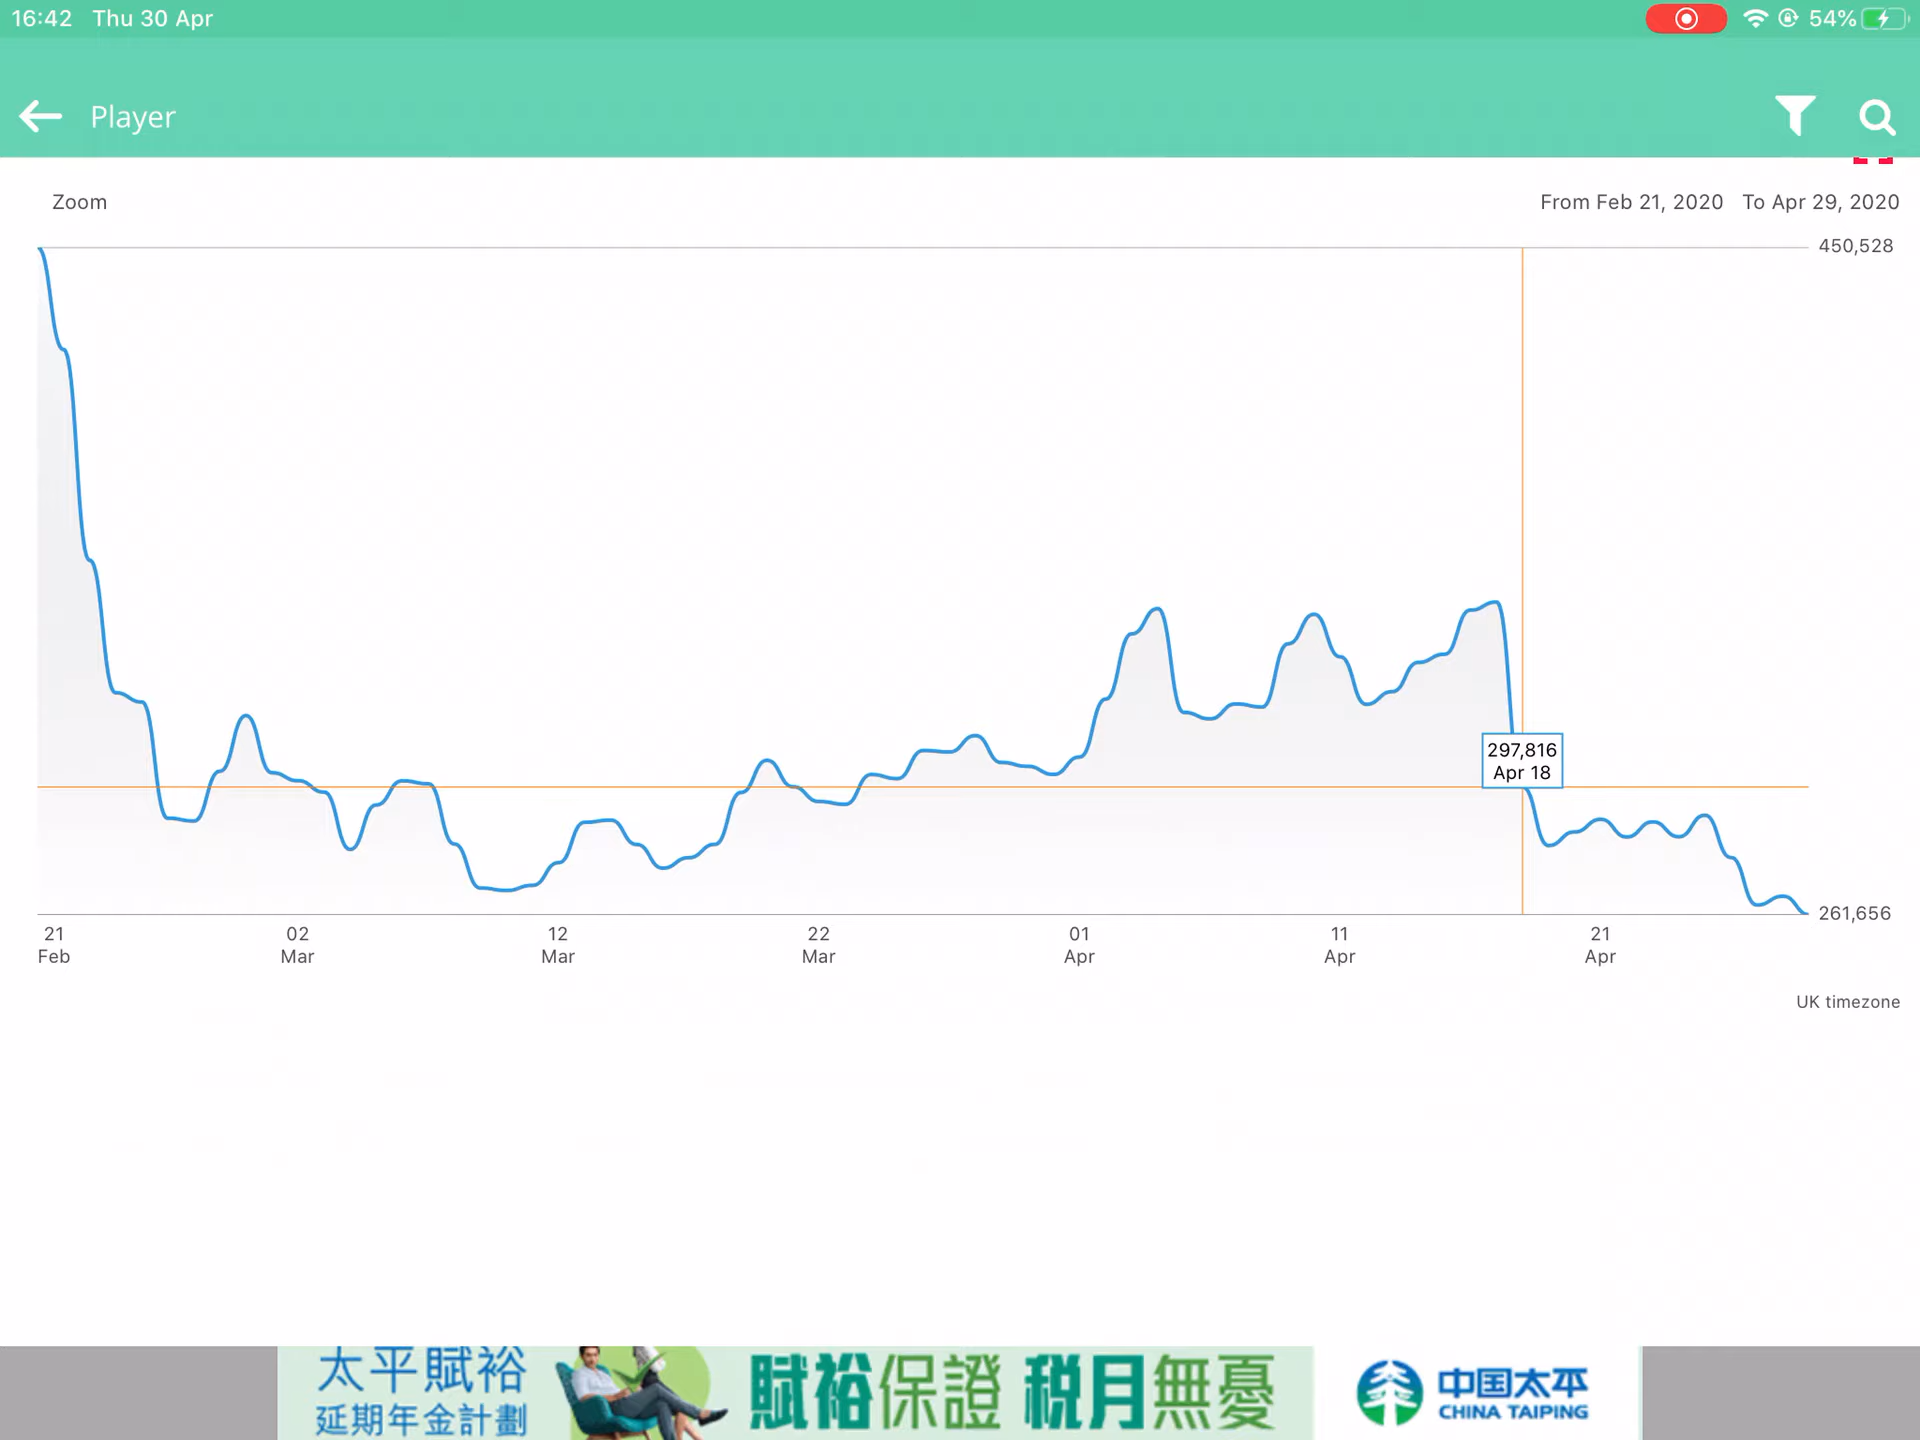 16:42 Thu 30 Apr
54%
Player
Zoom
From Feb 21, 2020 To Apr 29, 2020
450,528
297,816
Apr 18
261,656
21 02 12 22 01 11 21
Feb Mar Mar Mar Apr Apr Apr
UK timezone
太平賦裕
延期年金計劃
賦裕保證 税月無憂
中国太平
CHINA TAIPING